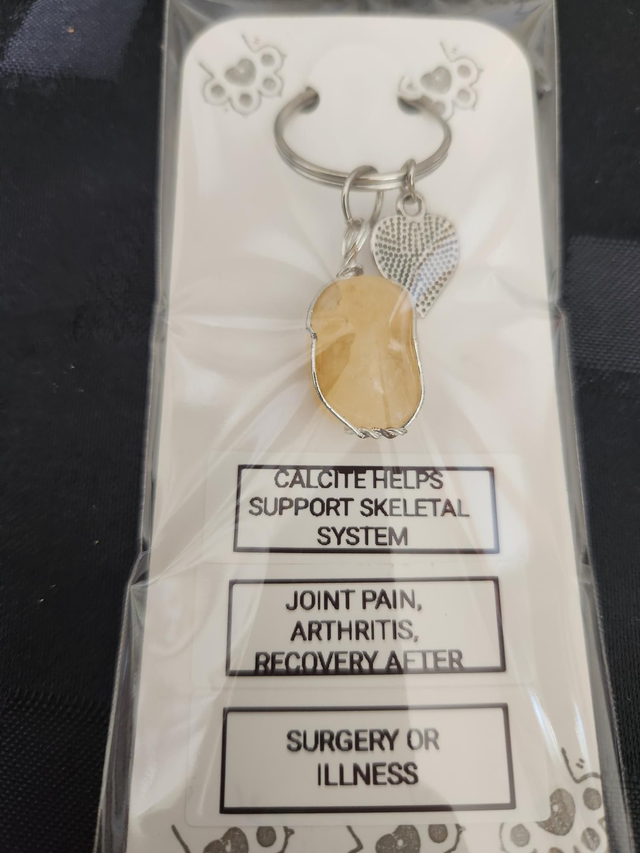 CALCITE HELPS
SUPPORT SKELETAL
SYSTEM
JOINT PAIN,
ARTHRITIS,
RECOVERY AFTER
SURGERY OR
ILLNESS